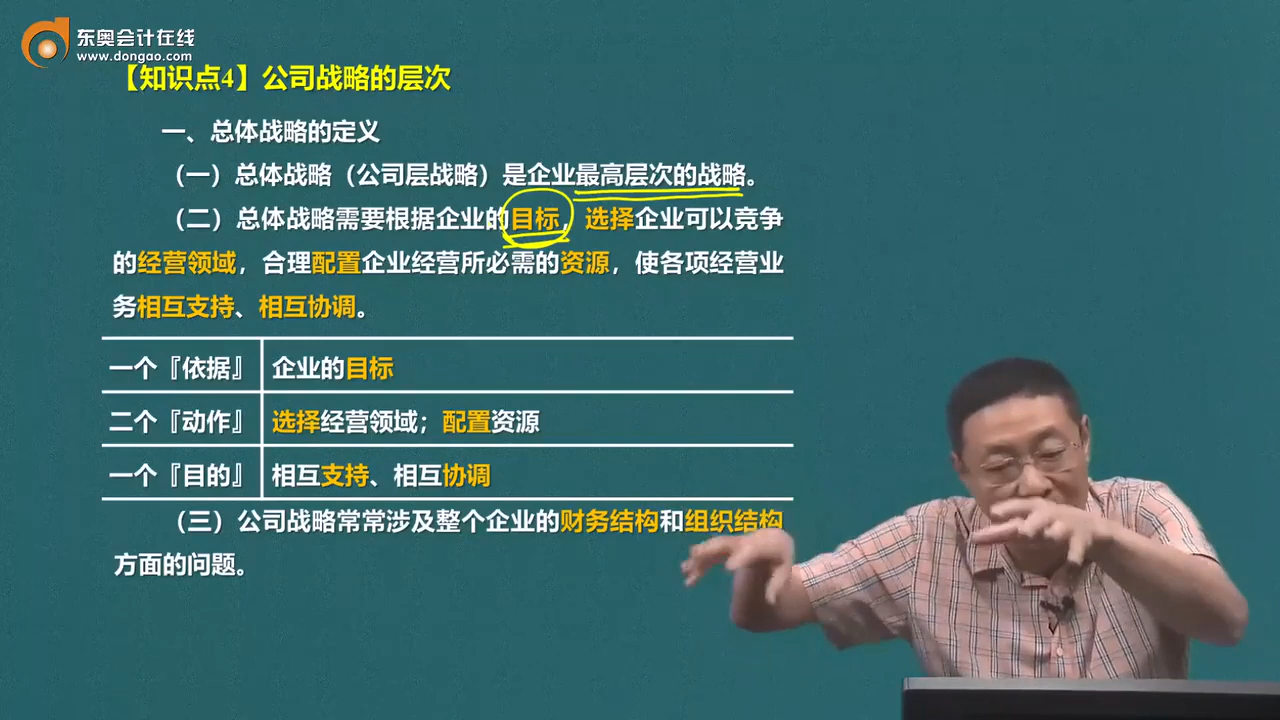 东奥会计在线
www.dongao.com
【知识点4】公司战略的层次
一、总体战略的定义
（一）总体战略（公司层战略）是企业最高层次的战略。
（二）总体战略需要根据企业的目标，选择企业可以竞争
的经营领域，合理配置企业经营所必需的资源，使各项经营业
务相互支持、相互协调。
一个『依据』 企业的目标
二个『动作』 选择经营领域；配置资源
一个『目的』 相互支持、相互协调
（三）公司战略常常涉及整个企业的财务结构和组织结构
方面的问题。